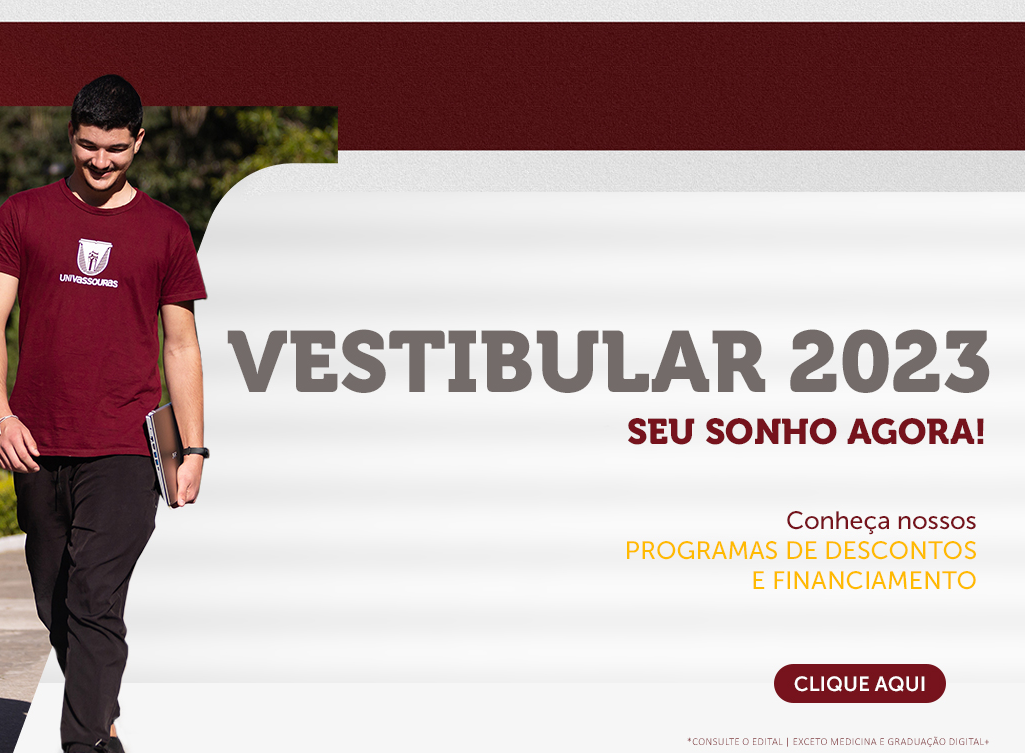 UNIVASSOURAS
VESTIBULAR 2023
SEU SONHO AGORA!
Conheça nossos
PROGRAMAS DE DESCONTOS
E FINANCIAMENTO
CLIQUE AQUI
*CONSULTE O EDITAL | EXCETO MEDICINA E GRADUAÇÃO DIGITAL+